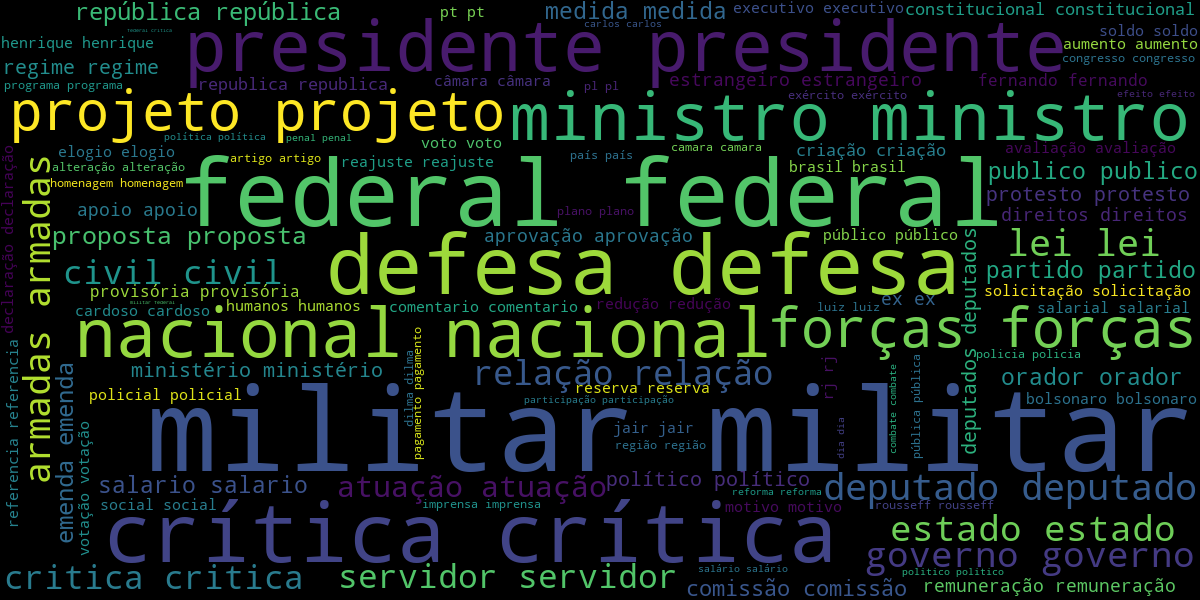 república república
federal critica
pt pt
medida medida
executivo executivo
constitucional constitucional
carlos carlos
henrique henrique
presidente presidente
soldo soldo
aumento aumento
congresso congresso
regime regime
programa programa
republica republica
câmara câmara
pl pl
estrangeiro estrangeiro
fernando fernando
projeto projeto
ministro ministro
exército exército
efeito efeito
política política
penal penal
voto voto
camara camara
elogio elogio
artigo artigo
reajuste reajuste
país país
criação criação
avaliação avaliação
alteração alteração
brasil brasil
publico publico
homenagem homenagem
federal federal
protesto protesto
declaração declaração
armadas armadas
apoio apoio
plano plano
direitos direitos
proposta proposta
aprovação aprovação
público público
lei lei
civil civil
defesa defesa
deputados deputados
partido partido
provisória provisória
solicitação solicitação
militar federal
humanos humanos
comentario comentario
redução redução
luiz luiz
ex ex
salarial salarial
cardoso cardoso
nacional nacional
forças forças
referencia referencia
ministério ministério
dilma dilma
pagamento pagamento
relação relação
rj rj
combate combate
pública pública
policia policia
orador orador
emenda emenda
policial policial
reserva reserva
participação participação
bolsonaro bolsonaro
militar militar
votação votação
jair jair
região região
dia dia
salario salario
atuação atuação
político político
reforma reforma
deputado deputado
social social
imprensa imprensa
motivo motivo
rousseff rousseff
crítica crítica
estado estado
governo governo
critica critica
servidor servidor
salário salário
politico politico
comissão comissão
remuneração remuneração